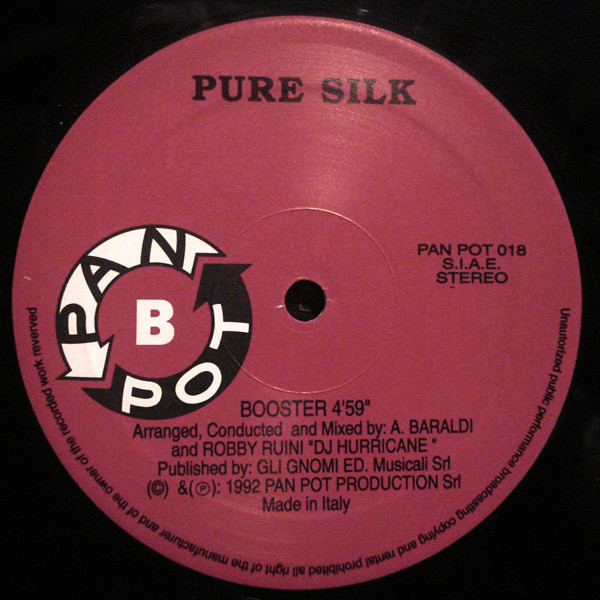 PURE SILK
PAN POT
B
PAN POT 018
S.I.A.E.
STEREO
BOOSTER 4'59"
Arranged, Conducted and Mixed by: A. BARALDI
and ROBBY RUINI "DJ HURRICANE "
Published by: GLI GNOMI ED. Musicali Srl
(©) &(℗): 1992 PAN POT PRODUCTION Srl
Made in Italy
Unautorized public performance broadcasting copying and rental prohibited all right of the manufacturer and of the owner of the recorded work reverved